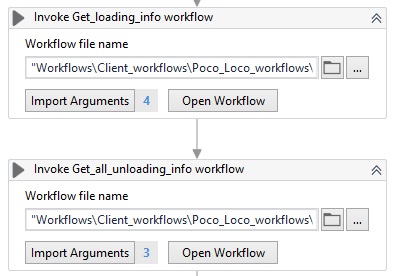 Invoke Get_loading_info workflow
Workflow file name
"Workflows\Client_workflows\Poco_Loco_workflows\
...
Import Arguments 4 Open Workflow
Invoke Get_all_unloading_info workflow
Workflow file name
"Workflows\Client_workflows\Poco_Loco_workflows\
...
Import Arguments 3 Open Workflow